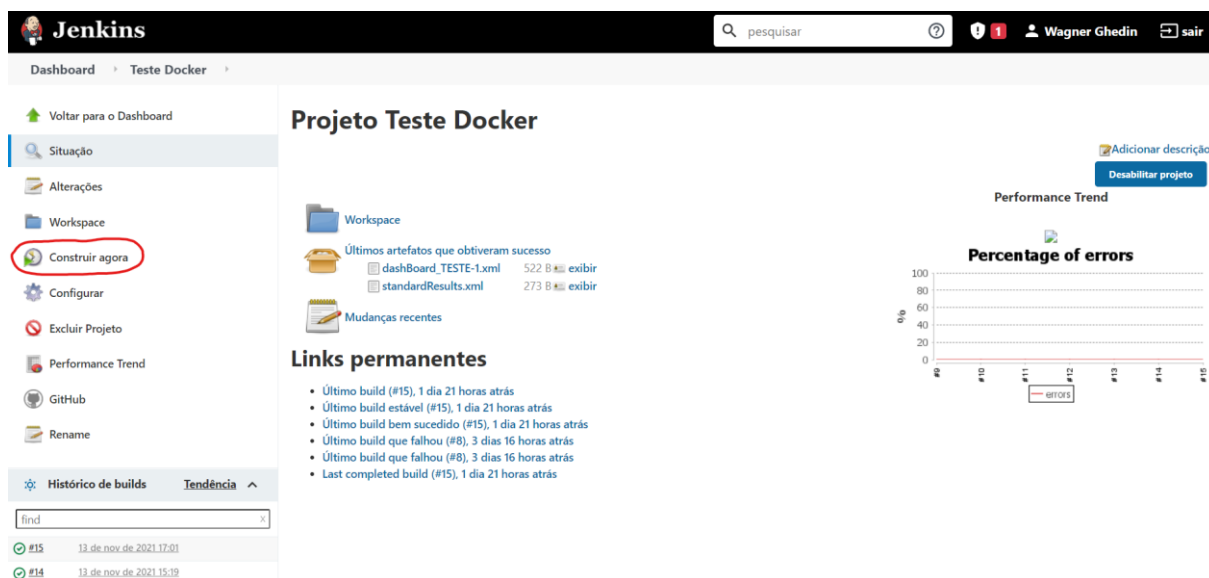 Jenkins
pesquisar
1
Wagner Ghedin
sair
Dashboard
Teste Docker
Voltar para o Dashboard
Situação
Alterações
Workspace
Construir agora
Configurar
Excluir Projeto
Performance Trend
GitHub
Rename
Histórico de builds
Tendência
find
x
#15 13 de nov de 2021 17:01
#14 13 de nov de 2021 15:19
Projeto Teste Docker
Adicionar descrição
Desabilitar projeto
Workspace
Últimos artefatos que obtiveram sucesso
dashBoard_TESTE-1.xml 522 B exibir
standardResults.xml 273 B exibir
Mudanças recentes
Links permanentes
Último build (#15), 1 dia 21 horas atrás
Último build estável (#15), 1 dia 21 horas atrás
Último build bem sucedido (#15), 1 dia 21 horas atrás
Último build que falhou (#8), 3 dias 16 horas atrás
Último build que falhou (#8), 3 dias 16 horas atrás
Last completed build (#15), 1 dia 21 horas atrás
Performance Trend
Percentage of errors
100
80
60
40
20
0
%
#9
#10
#11
#12
#13
#14
#15
errors